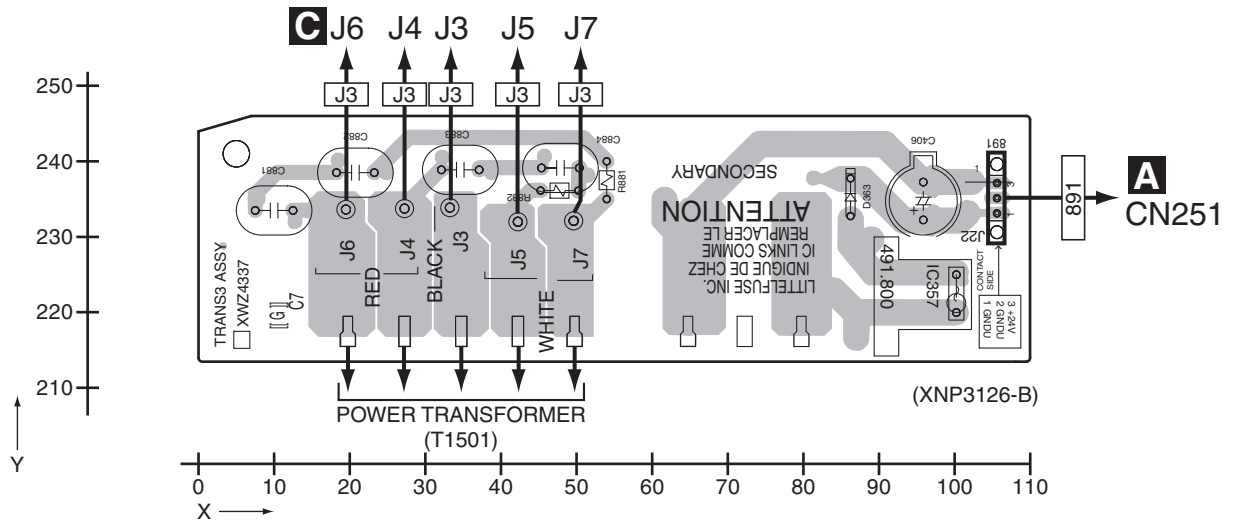 C J6 J4 J3 J5 J7
J3 J3 J3 J3 J3
250
240
230
220
210
Y
C881
C882
C883
C884
R882
R881
SECONDARY
ATTENTION
REMPLACER LE
IC LINKS COMME
INDIGUE DE CHEZ
LITTELFUSE INC.
C406
D363
891
1
3
J22
CONTACT
SIDE
491.800
IC357
3 +24V
2 GNDU
1 GNDU
891
A
CN251
TRANS3 ASSY
XWZ4337
[[G]]
C7
J6
J4
J3
J5
J7
RED
BLACK
WHITE
POWER TRANSFORMER
(T1501)
(XNP3126-B)
0 10 20 30 40 50 60 70 80 90 100 110
X